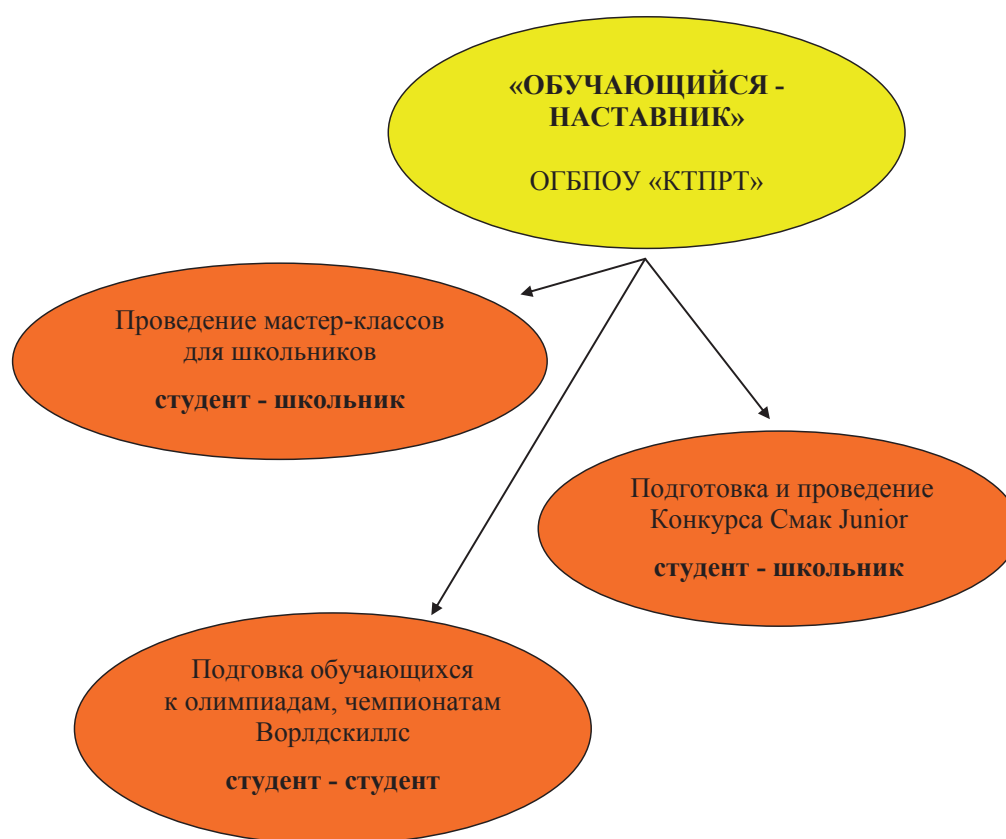 «ОБУЧАЮЩИЙСЯ -
НАСТАВНИК»
ОГБПОУ «КТПРТ»
Проведение мастер-классов
для школьников
студент - школьник
Подготовка и проведение
Конкурса Смак Junior
студент - школьник
Подговка обучающихся
к олимпиадам, чемпионатам
Ворлдскиллс
студент - студент